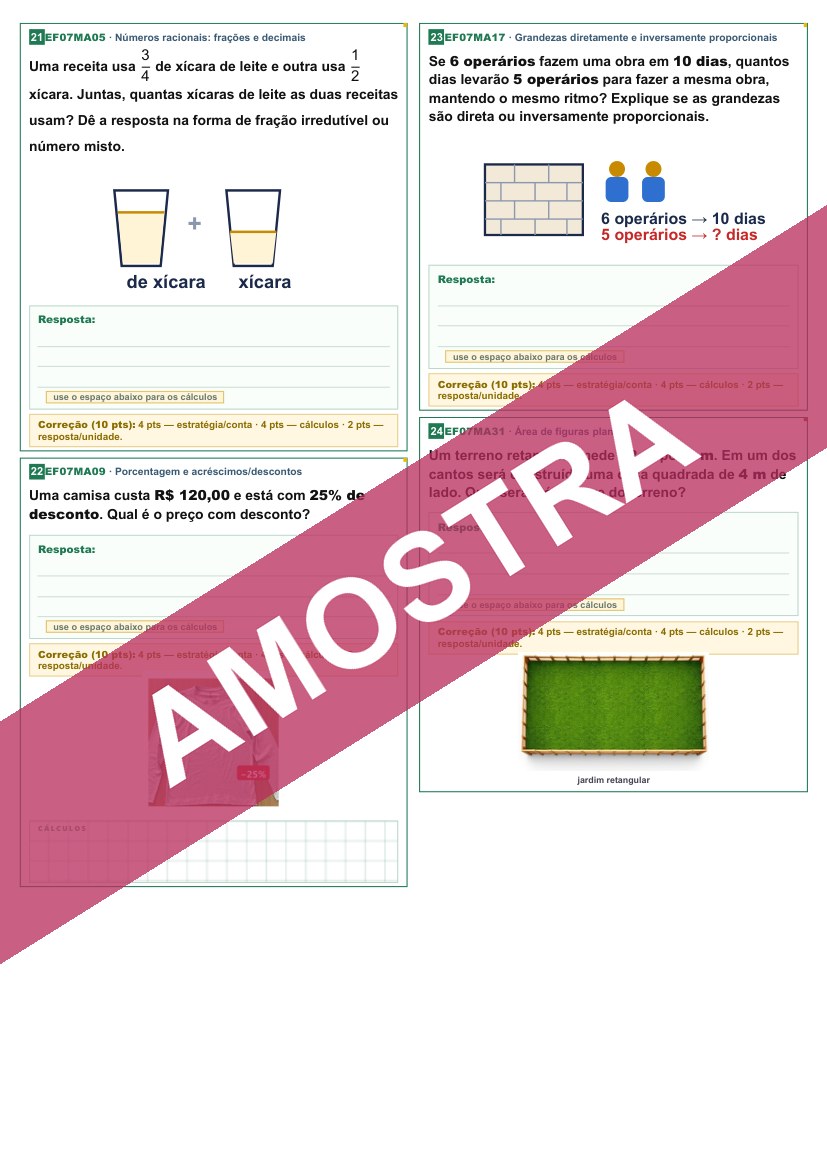 21 EF07MA05 · Números racionais: frações e decimais
Uma receita usa 3/4 de xícara de leite e outra usa 1/2
xícara. Juntas, quantas xícaras de leite as duas receitas
usam? Dê a resposta na forma de fração irredutível ou
número misto.
+
de xícara xícara
Resposta:
use o espaço abaixo para os cálculos
Correção (10 pts): 4 pts — estratégia/conta · 4 pts — cálculos · 2 pts —
resposta/unidade.
22 EF07MA09 · Porcentagem e acréscimos/descontos
Uma camisa custa R$ 120,00 e está com 25% de
desconto. Qual é o preço com desconto?
Resposta:
use o espaço abaixo para os cálculos
Correção (10 pts): 4 pts — estratégia/conta
resposta/unidade.
-25%
CÁLCULOS
23 EF07MA17 · Grandezas diretamente e inversamente proporcionais
Se 6 operários fazem uma obra em 10 dias, quantos
dias levarão 5 operários para fazer a mesma obra,
mantendo o mesmo ritmo? Explique se as grandezas
são direta ou inversamente proporcionais.
6 operários → 10 dias
5 operários → ? dias
Resposta:
use o espaço abaixo para os cálculos
Correção (10 pts): 4 pts — estratégia/conta · 4 pts — cálculos · 2 pts —
resposta/unidade.
24 EF07MA31 · Área de figuras
Um terreno Em um dos
cantos será uma quadrada de 4 m de
lado. terreno?
Resposta:
use o espaço abaixo para os cálculos
Correção (10 pts): 4 pts — estratégia/conta · 4 pts — cálculos · 2 pts —
resposta/unidade.
jardim retangular
AMOSTRA